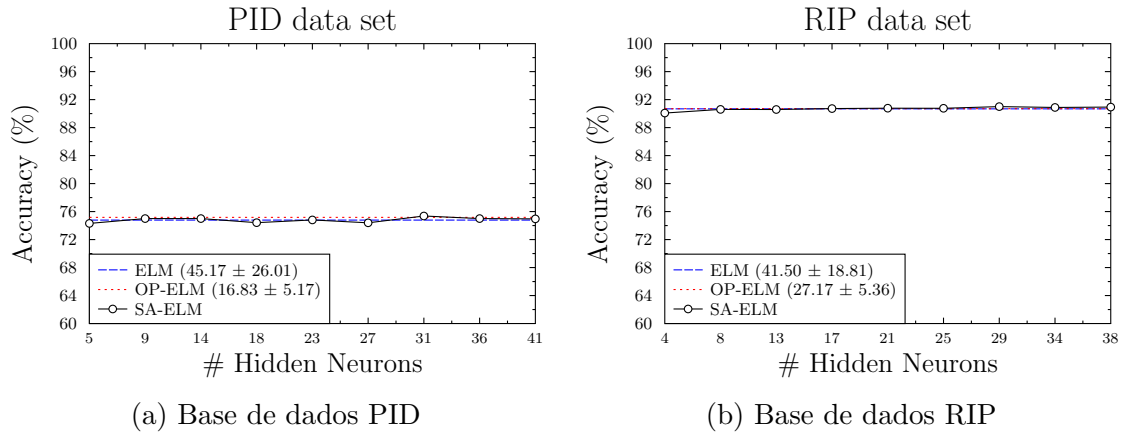 PID data set
100
96
92
88
84
80
76
72
68
64
60
Accuracy (%)
ELM (45.17 ± 26.01)
OP-ELM (16.83 ± 5.17)
SA-ELM
5 9 14 18 23 27 31 36 41
# Hidden Neurons
(a) Base de dados PID
RIP data set
100
96
92
88
84
80
76
72
68
64
60
Accuracy (%)
ELM (41.50 ± 18.81)
OP-ELM (27.17 ± 5.36)
SA-ELM
4 8 13 17 21 25 29 34 38
# Hidden Neurons
(b) Base de dados RIP